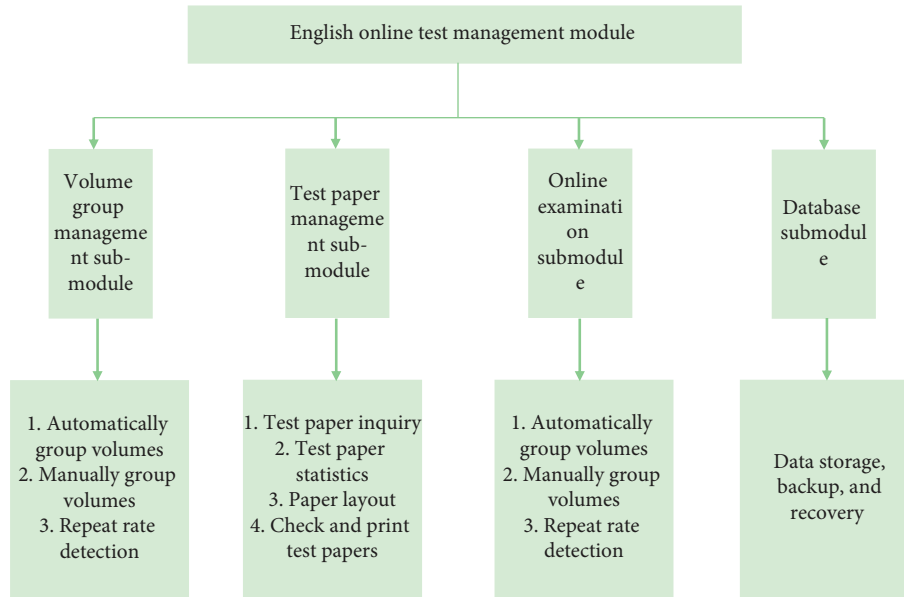 English online test management module
Volume
group
manageme
nt sub-
module
Test paper
managem
ent sub-
module
Online
examinati
on
submodul
e
Database
submodul
e
1. Automatically
group volumes
2. Manually group
volumes
3. Repeat rate
detection
1. Test paper inquiry
2. Test paper
statistics
3. Paper layout
4. Check and print
test papers
1. Automatically
group volumes
2. Manually group
volumes
3. Repeat rate
detection
Data storage,
backup, and
recovery